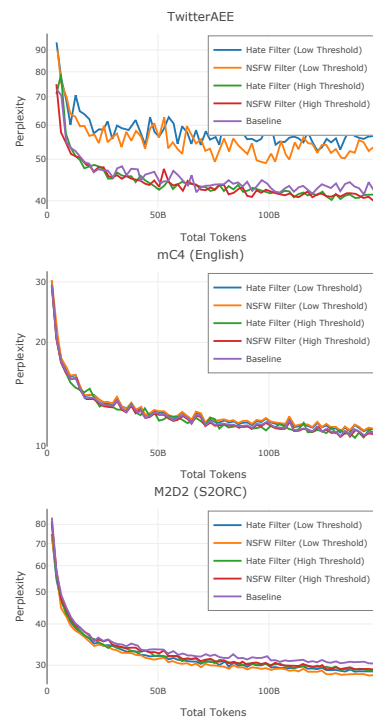 TwitterAEE
90
80
70
60
50
40
Perplexity
Hate Filter (Low Threshold)
NSFW Filter (Low Threshold)
Hate Filter (High Threshold)
NSFW Filter (High Threshold)
Baseline
0 50B 100B
Total Tokens
mC4 (English)
30
20
10
Perplexity
Hate Filter (Low Threshold)
NSFW Filter (Low Threshold)
Hate Filter (High Threshold)
NSFW Filter (High Threshold)
Baseline
0 50B 100B
Total Tokens
M2D2 (S2ORC)
80
70
60
50
40
30
Perplexity
Hate Filter (Low Threshold)
NSFW Filter (Low Threshold)
Hate Filter (High Threshold)
NSFW Filter (High Threshold)
Baseline
0 50B 100B
Total Tokens